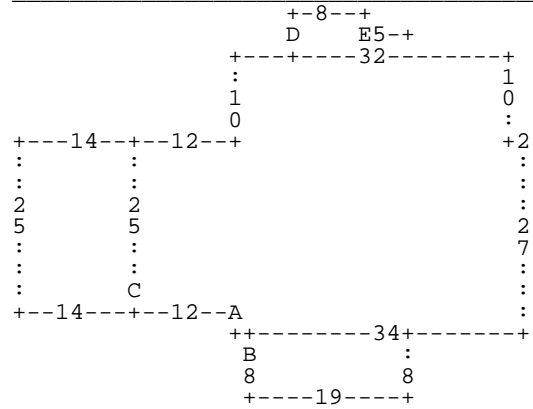 +-8--+
D E5-+
+---+----32--------+
: 1
1 0
0 :
+---14--+--12--+ +2
: : :
: : :
2 2 :
5 5 2
: : 7
: : :
: C :
+--14---+--12--A :
++--------34+-------+
B :
8 8
+----19---+